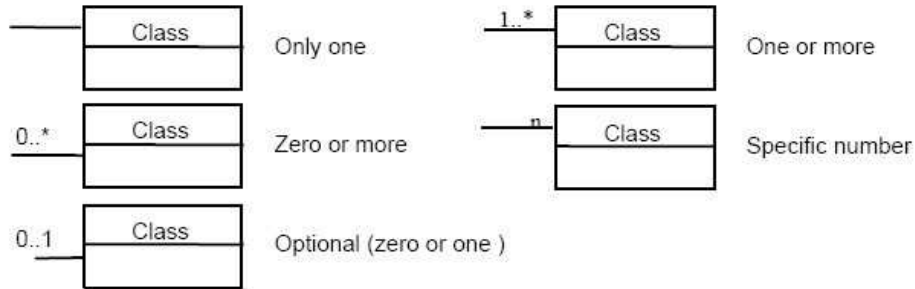 Class
Only one
1..*
Class
One or more
0..*
Class
Zero or more
n
Class
Specific number
0..1
Class
Optional (zero or one )